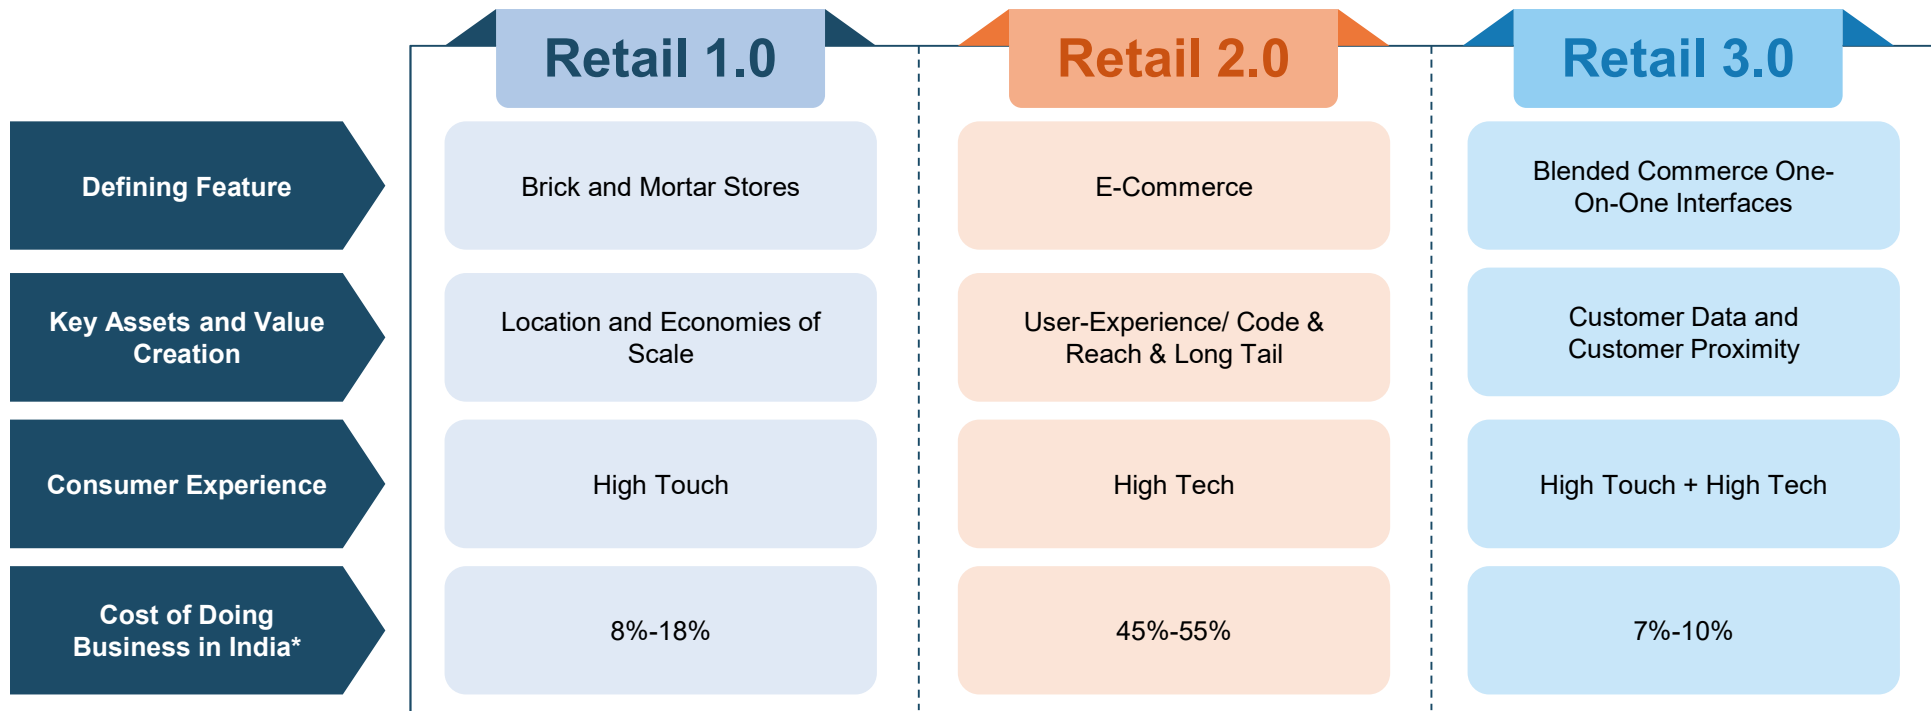 Retail 1.0
Retail 2.0
Retail 3.0
Defining Feature
Brick and Mortar Stores
E-Commerce
Blended Commerce One-
On-One Interfaces
Key Assets and Value
Creation
Location and Economies of
Scale
User-Experience/ Code &
Reach & Long Tail
Customer Data and
Customer Proximity
Consumer Experience
High Touch
High Tech
High Touch + High Tech
Cost of Doing
Business in India*
8%-18%
45%-55%
7%-10%